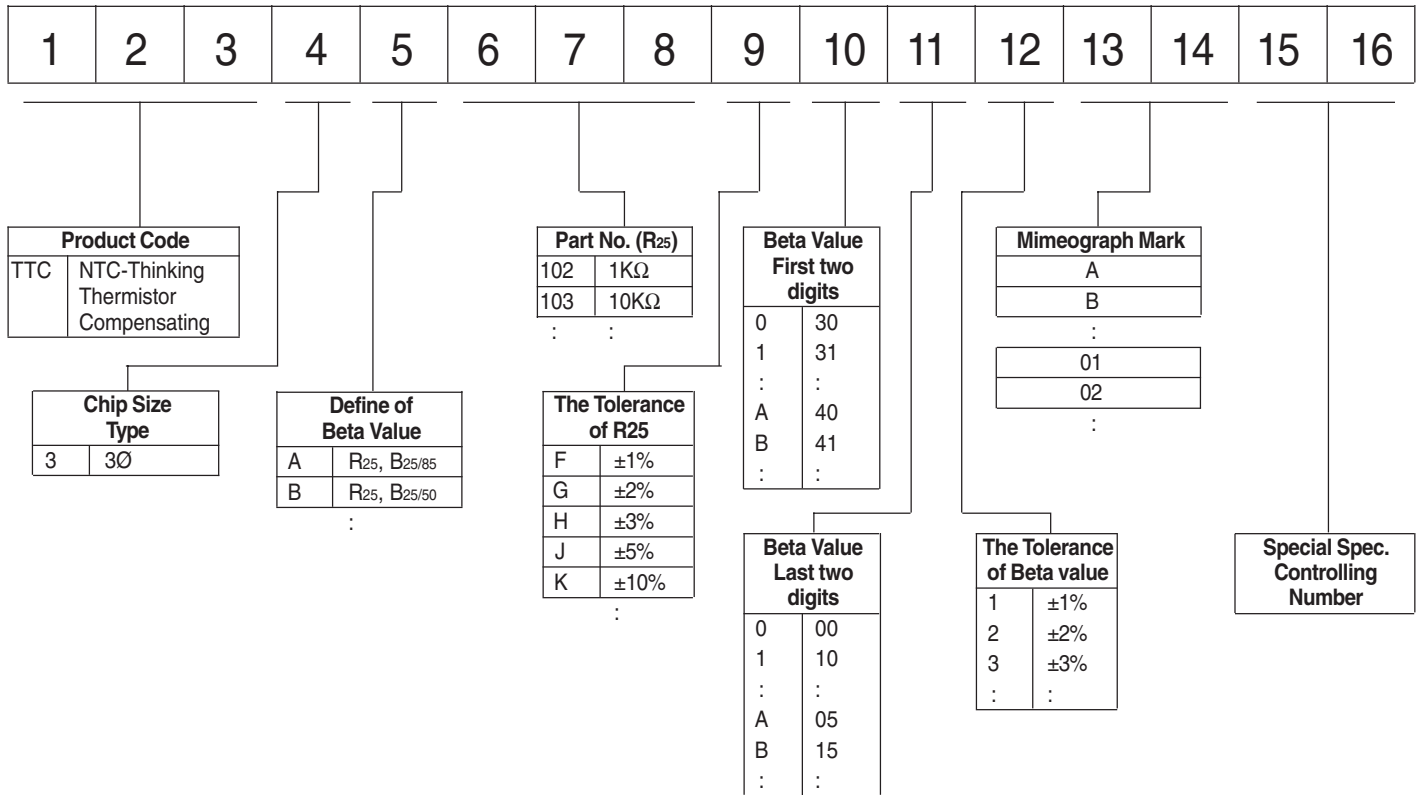 1 2 3 4 5 6 7 8 9 10 11 12 13 14 15 16
Product Code
TTC NTC-Thinking
Thermistor
Compensating
Part No. (R25)
102 1KΩ
103 10KΩ
: :
Beta Value
First two
digits
0 30
1 31
: :
A 40
B 41
: :
Mimeograph Mark
A
B
:
01
02
:
Chip Size
Type
3 3Ø
Define of
Beta Value
A R25, B25/85
B R25, B25/50
:
The Tolerance
of R25
F ±1%
G ±2%
H ±3%
J ±5%
K ±10%
:
Beta Value
Last two
digits
0 00
1 10
: :
A 05
B 15
: :
The Tolerance
of Beta value
1 ±1%
2 ±2%
3 ±3%
: :
Special Spec.
Controlling
Number